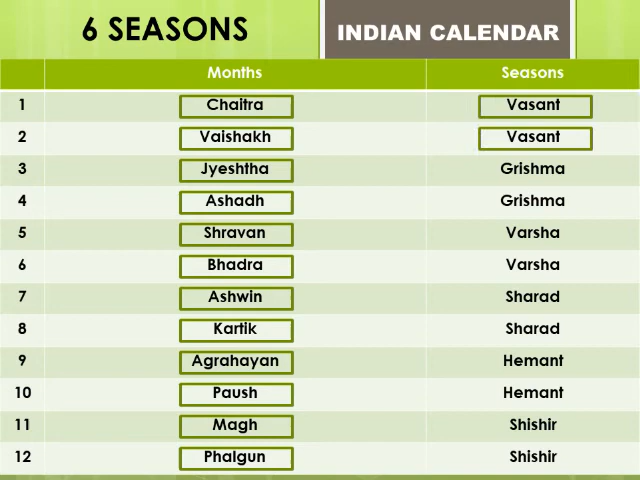 6 SEASONS
INDIAN CALENDAR
Months Seasons
1 Chaitra Vasant
2 Vaishakh Vasant
3 Jyeshtha Grishma
4 Ashadh Grishma
5 Shravan Varsha
6 Bhadra Varsha
7 Ashwin Sharad
8 Kartik Sharad
9 Agrahayan Hemant
10 Paush Hemant
11 Magh Shishir
12 Phalgun Shishir